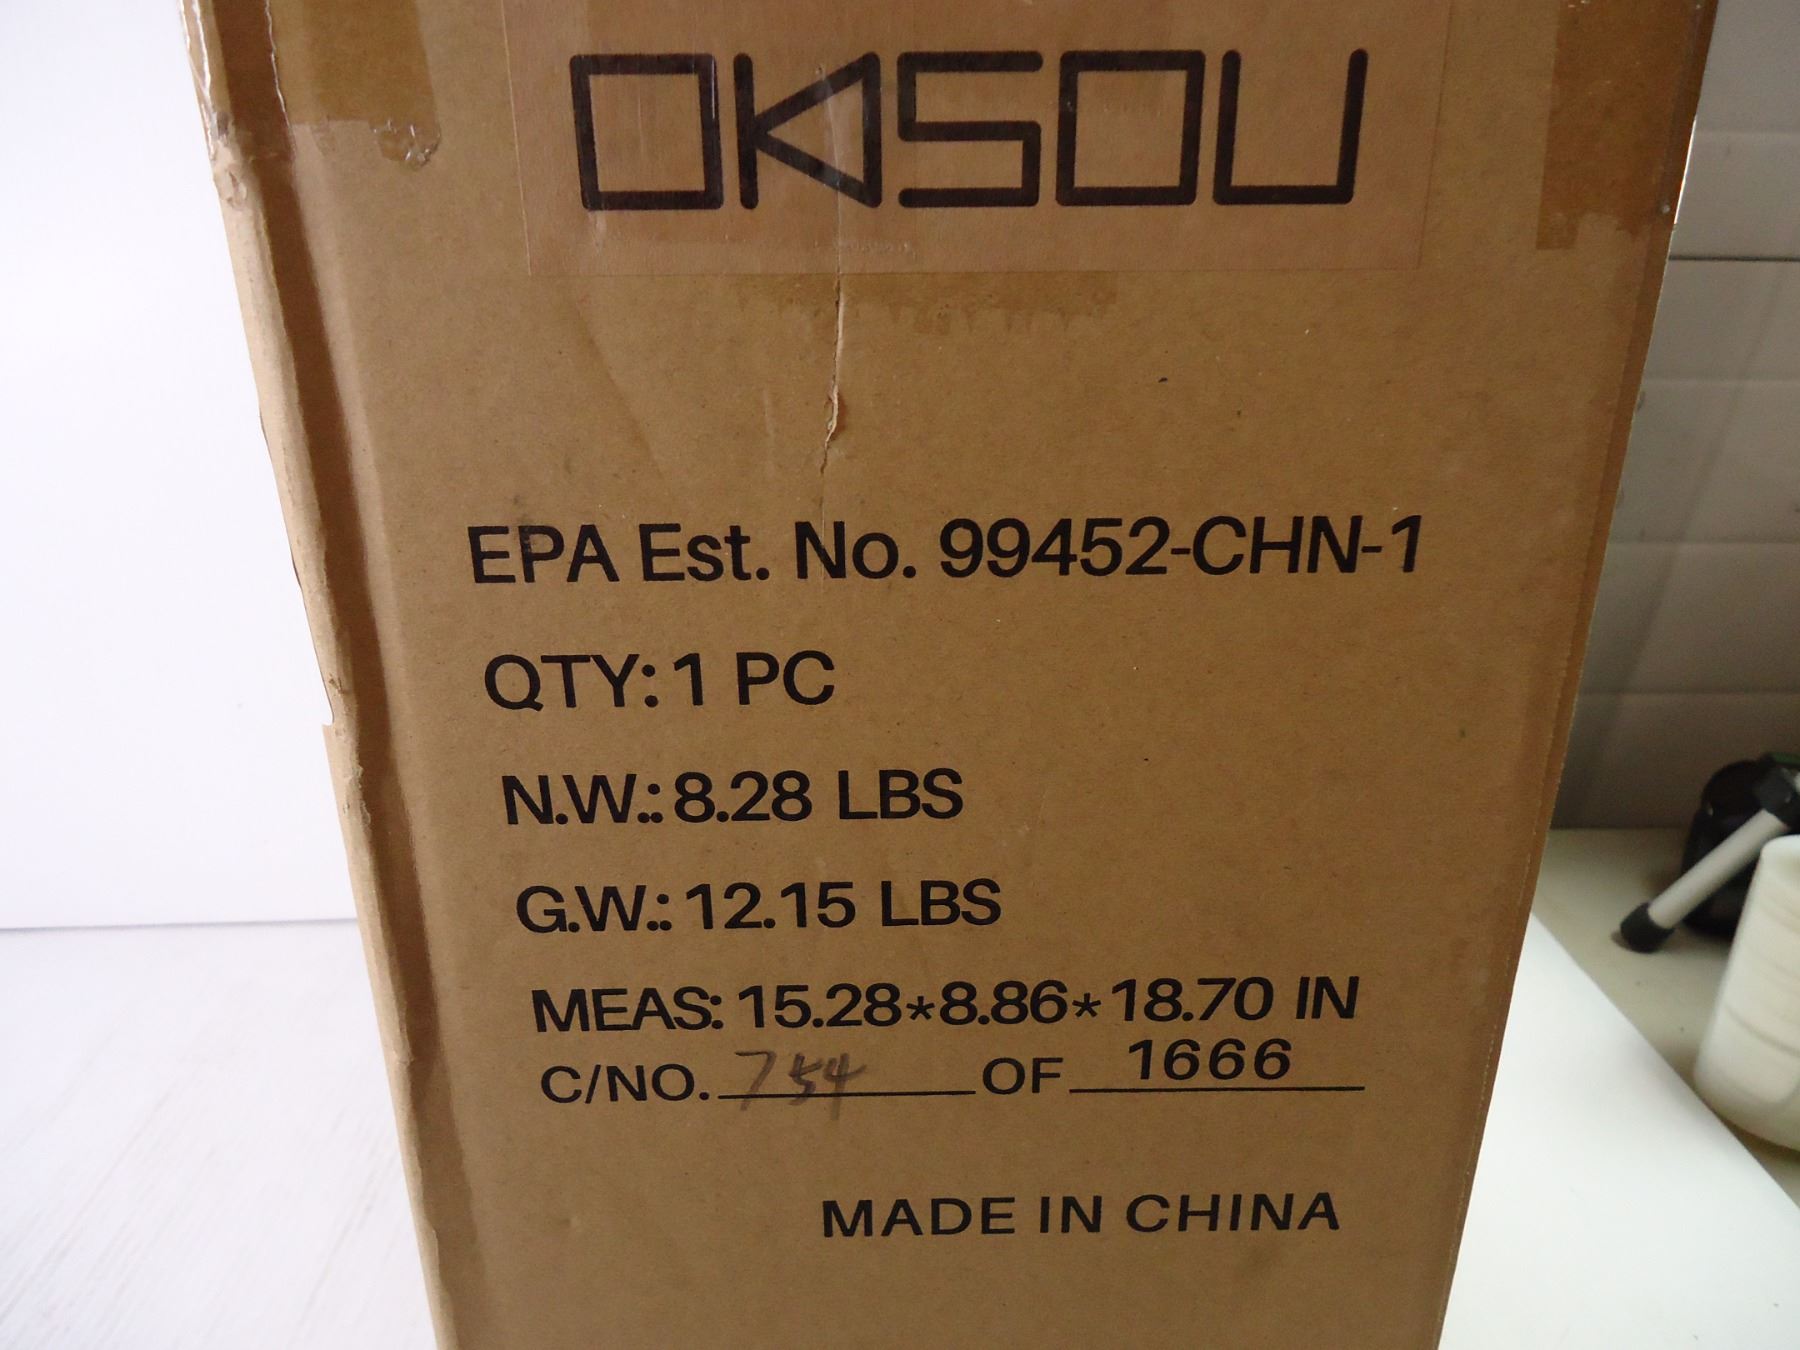 OKSOU
EPA Est. No. 99452-CHN-1
QTY: 1 PC
N.W.: 8.28 LBS
G.W.: 12.15 LBS
MEAS: 15.28*8.86*18.70 IN
C/NO. 754 OF 1666
MADE IN CHINA